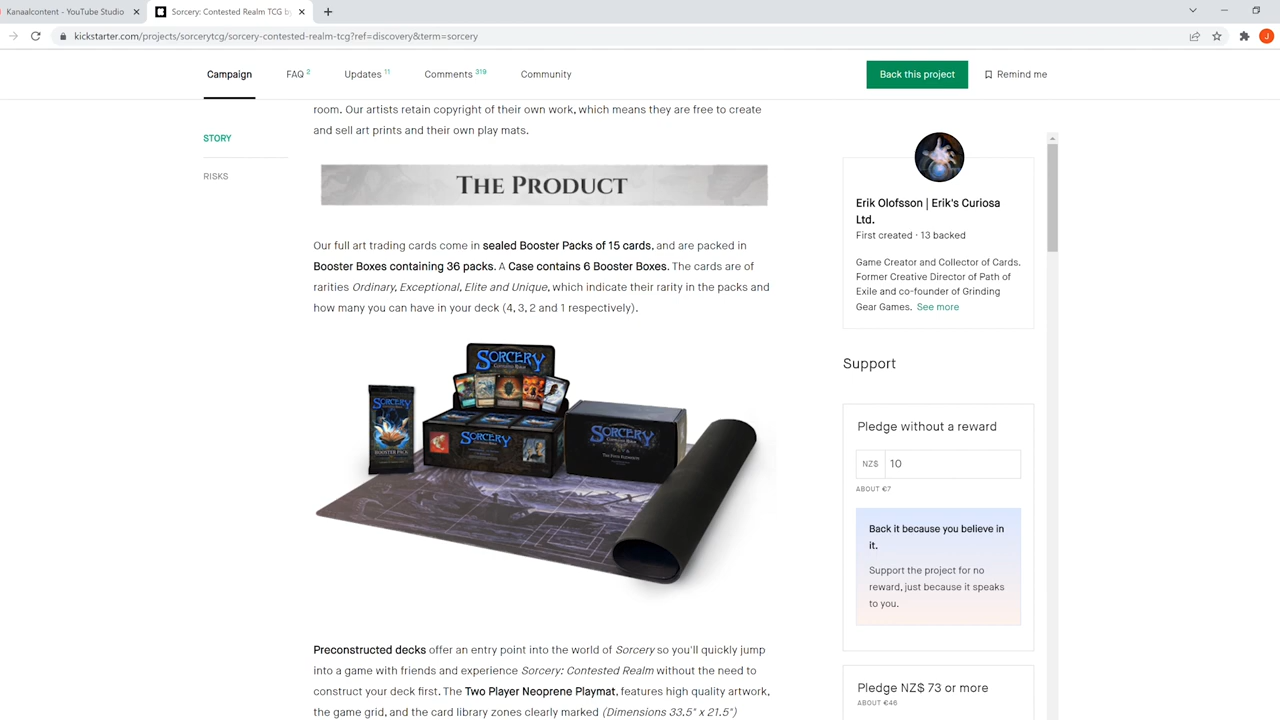 Kanaalcontent - YouTube Studio
Sorcery: Contested Realm TCG by
kickstarter.com/projects/sorcerytcg/sorcery-contested-realm-tcg?ref=discovery&term=sorcery
J
Campaign
FAQ 2
Updates 11
Comments 319
Community
Back this project
Remind me
STORY
RISKS
room. Our artists retain copyright of their own work, which means they are free to create
and sell art prints and their own play mats.
THE PRODUCT
Our full art trading cards come in sealed Booster Packs of 15 cards, and are packed in
Booster Boxes containing 36 packs. A Case contains 6 Booster Boxes. The cards are of
rarities Ordinary, Exceptional, Elite and Unique, which indicate their rarity in the packs and
how many you can have in your deck (4, 3, 2 and 1 respectively).
SORCERY
CONTESTED REALM
SORCERY
BOOSTER PACK
SORCERY
SORCERY
Preconstructed decks offer an entry point into the world of Sorcery so you'll quickly jump
into a game with friends and experience Sorcery: Contested Realm without the need to
construct your deck first. The Two Player Neoprene Playmat, features high quality artwork,
the game grid, and the card library zones clearly marked (Dimensions 33.5" x 21.5")
Erik Olofsson | Erik's Curiosa
Ltd.
First created · 13 backed
Game Creator and Collector of Cards.
Former Creative Director of Path of
Exile and co-founder of Grinding
Gear Games. See more
Support
Pledge without a reward
NZ$ 10
ABOUT €7
Back it because you believe in
it.
Support the project for no
reward, just because it speaks
to you.
Pledge NZ$ 73 or more
ABOUT €46